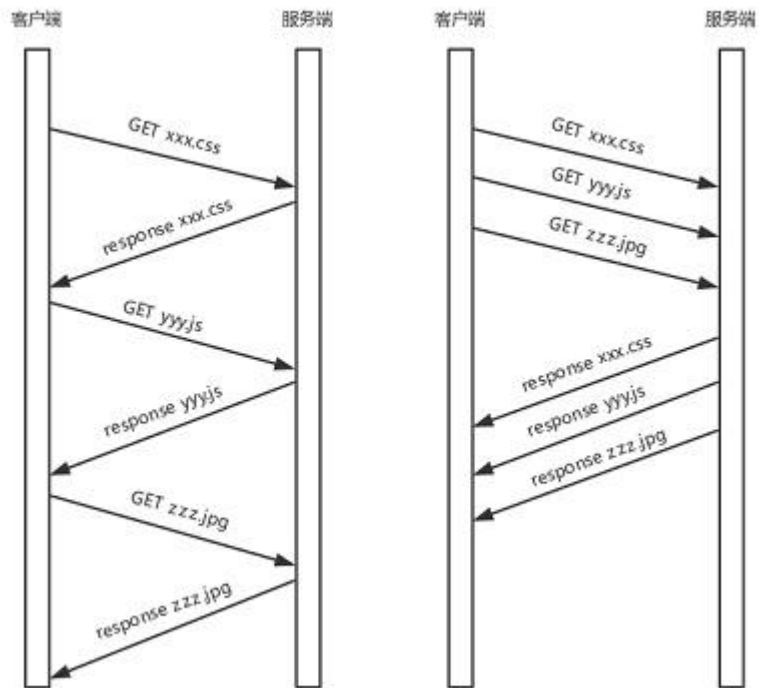 客户端
服务端
GET xxx.css
response xxx.css
GET yyy.js
response yyy.js
GET zzz.jpg
response zzz.jpg
客户端
服务端
GET xxx.css
GET yyy.js
GET zzz.jpg
response xxx.css
response yyy.js
response zzz.jpg